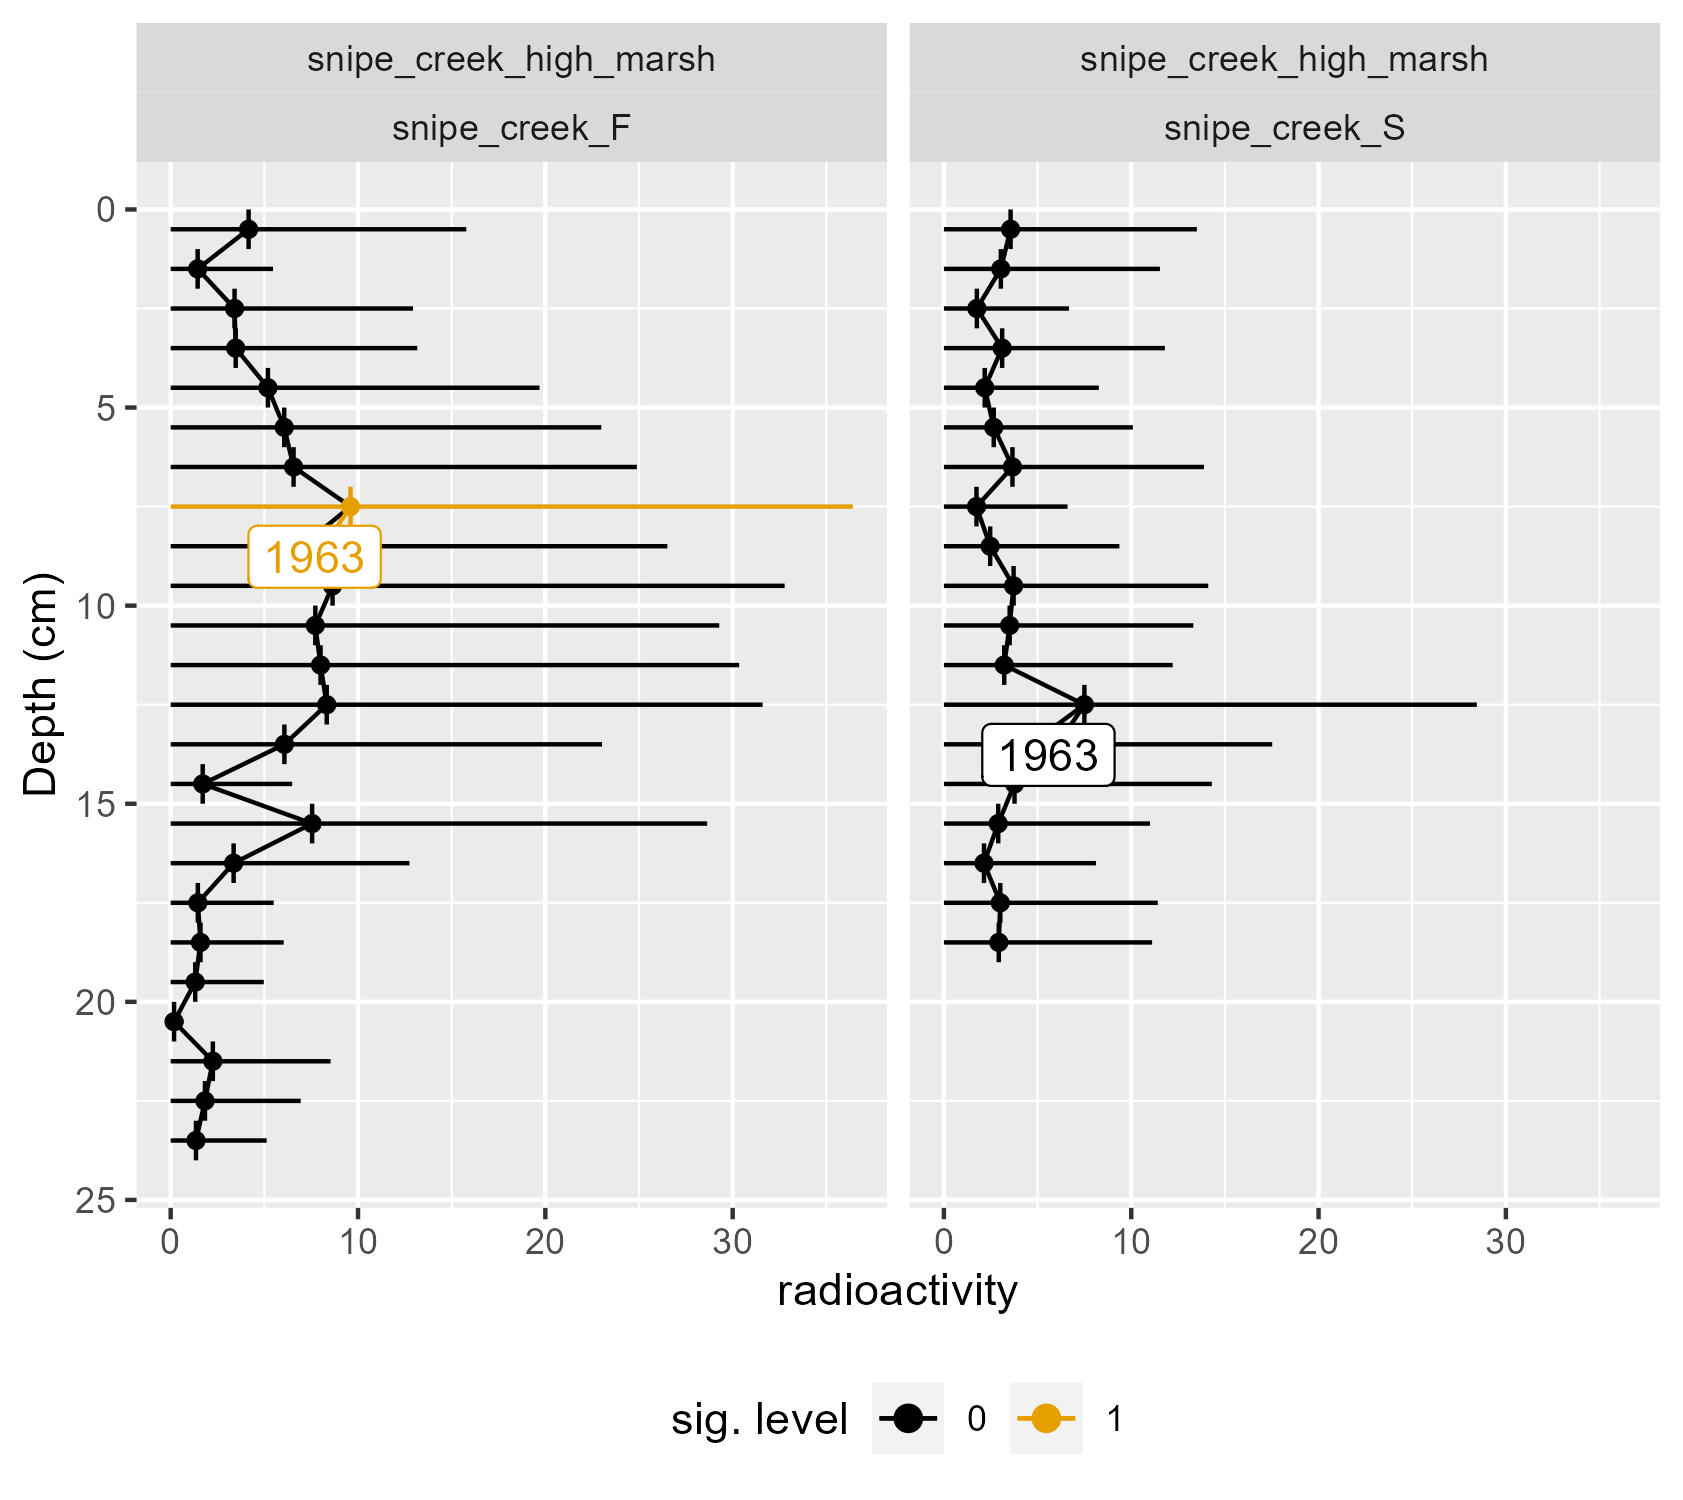 snipe_creek_high_marsh snipe_creek_high_marsh
snipe_creek_F snipe_creek_S
0
5
1963
10
1963
15
20
25
Depth (cm)
0 10 20 30 0 10 20 30
radioactivity
sig. level 0 1